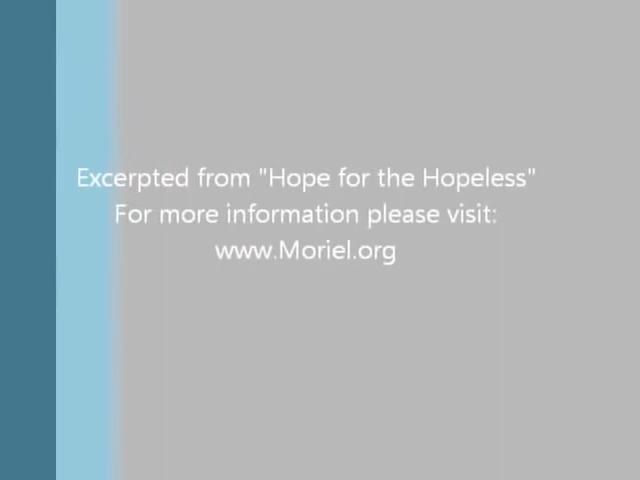 Excerpted from "Hope for the Hopeless"
For more information please visit:
www.Moriel.org